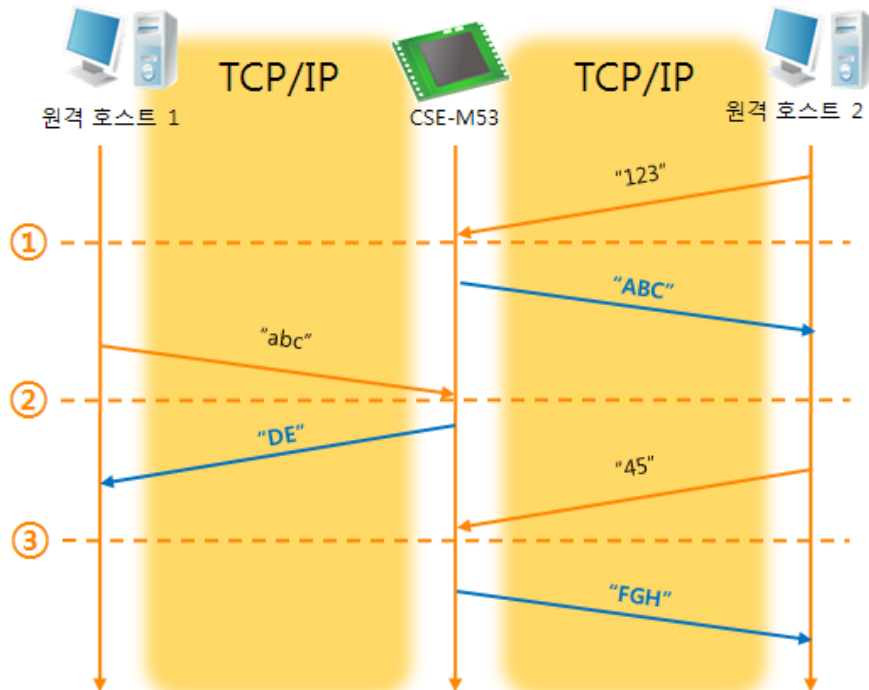 TCP/IP
TCP/IP
원격 호스트 1
CSE-M53
원격 호스트 2
"123"
①
"ABC"
"abc"
②
"DE"
"45"
③
"FGH"